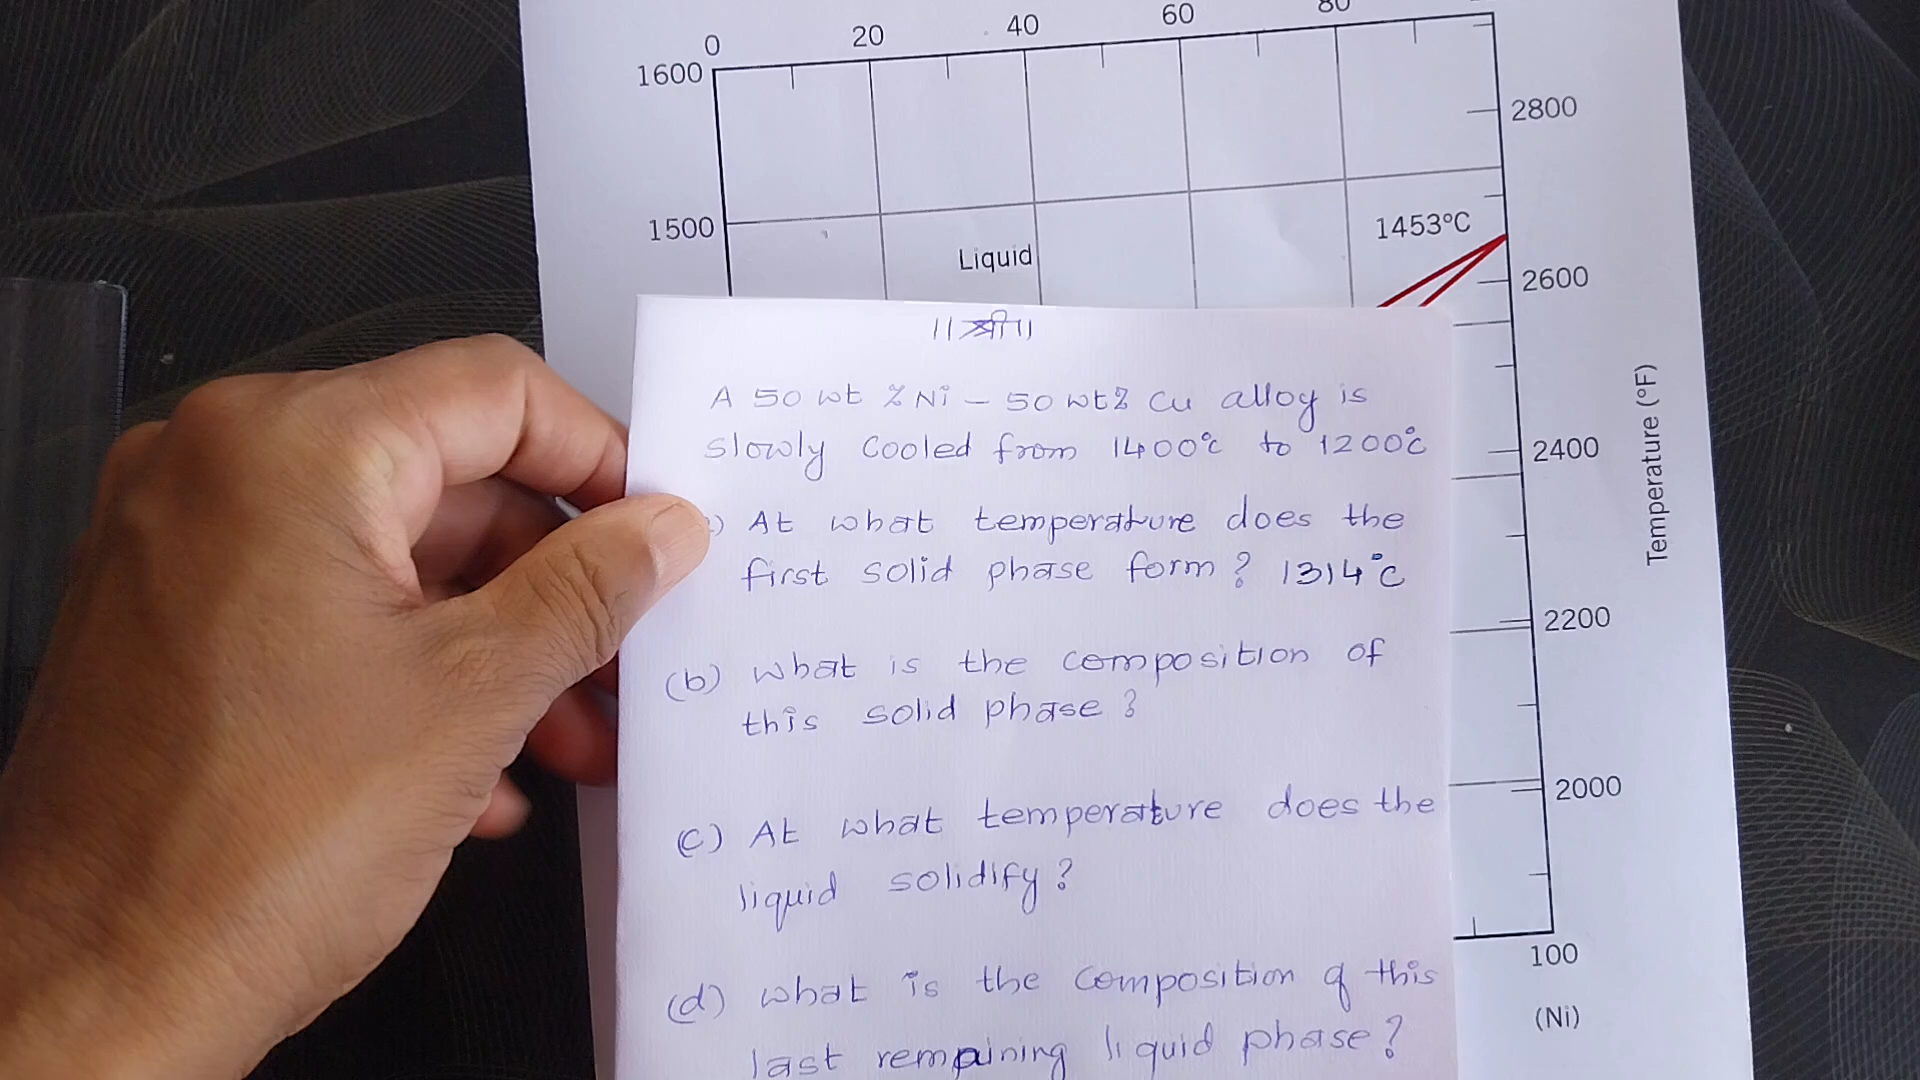 0 20 40 60 80
1600
2800
1500
1453°C
Liquid
2600
॥श्री॥
A 50 wt % Ni – 50 wt % Cu alloy is
slowly cooled from 1400°C to 1200°C
) At what temperature does the
first solid phase form? 1314°C
(b) what is the composition of
this solid phase?
(c) At what temperature does the
liquid solidify?
(d) what is the composition of this
last remaining liquid phase?
2400
2200
2000
Temperature (°F)
100
(Ni)